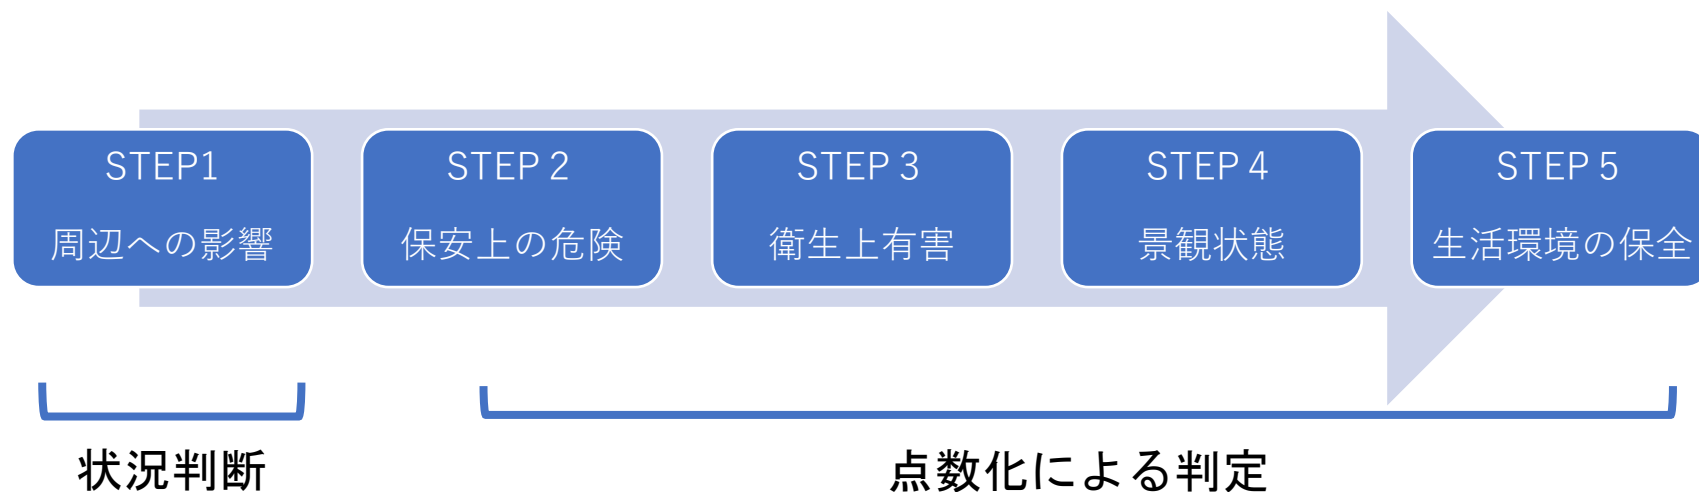 STEP1
周辺への影響
STEP 2
保安上の危険
STEP 3
衛生上有害
STEP 4
景観状態
STEP 5
生活環境の保全
状況判断
点数化による判定